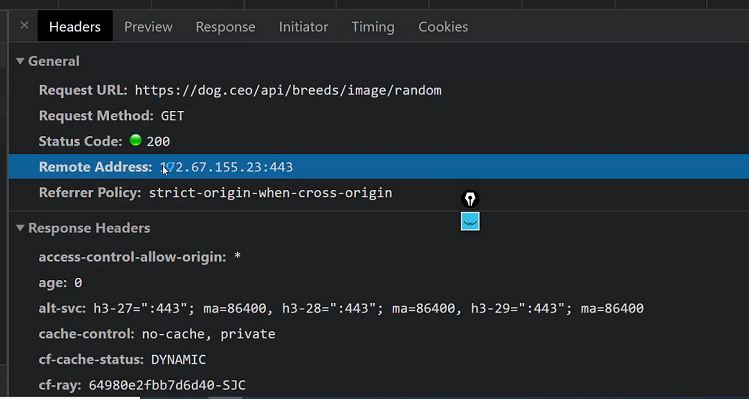 × Headers Preview Response Initiator Timing Cookies
▼ General
Request URL: https://dog.ceo/api/breeds/image/random
Request Method: GET
Status Code: 200
Remote Address: 172.67.155.23:443
Referrer Policy: strict-origin-when-cross-origin
▼ Response Headers
access-control-allow-origin: *
age: 0
alt-svc: h3-27=":443"; ma=86400, h3-28=":443"; ma=86400, h3-29=":443"; ma=86400
cache-control: no-cache, private
cf-cache-status: DYNAMIC
cf-ray: 64980e2fbb7d6d40-SJC